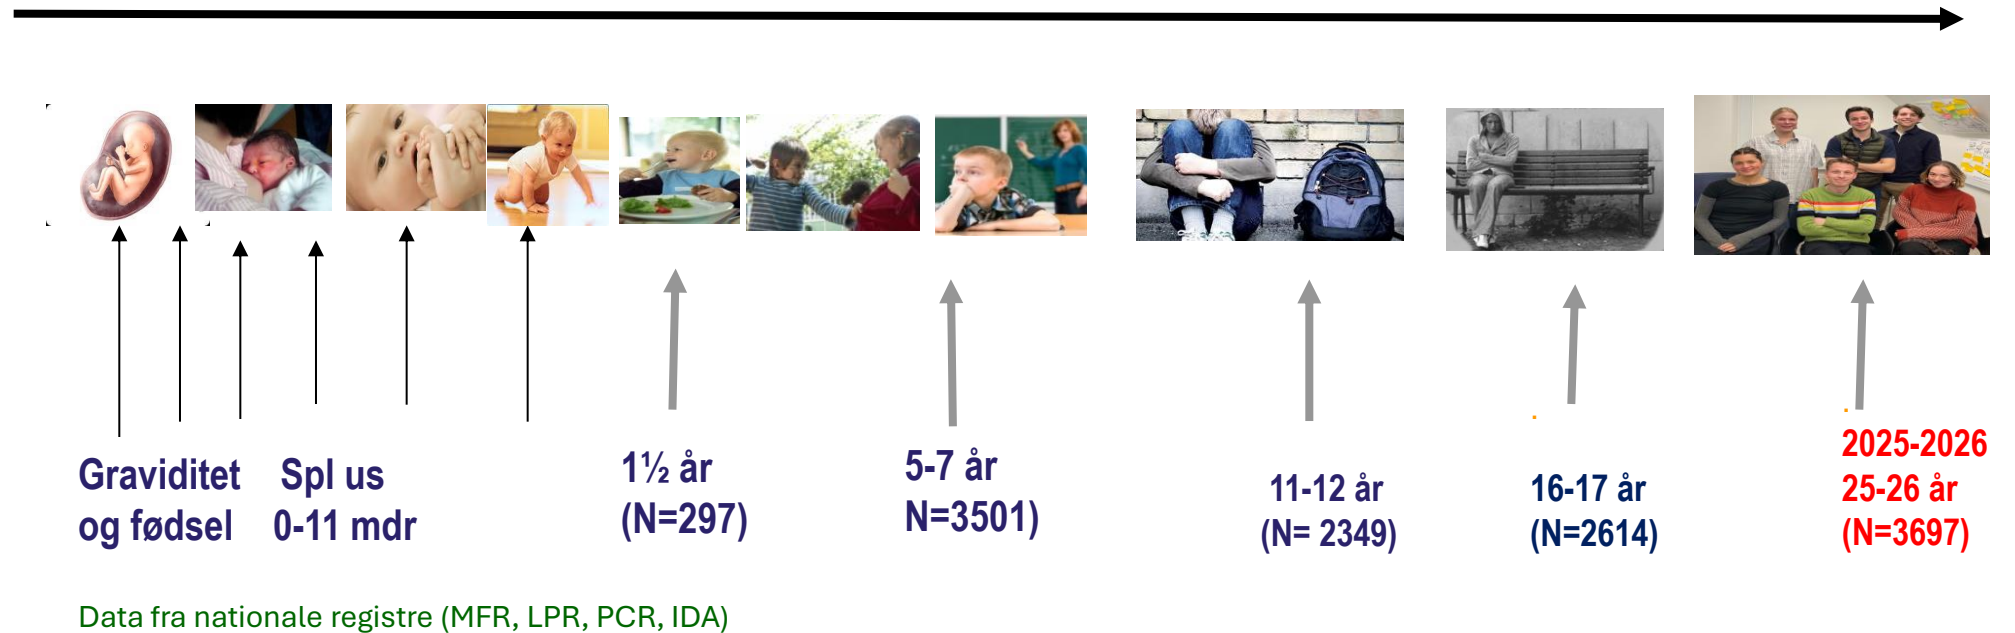 Graviditet
og fødsel
Spl us
0-11 mdr
1½ år
(N=297)
5-7 år
N=3501)
11-12 år
(N= 2349)
16-17 år
(N=2614)
2025-2026
25-26 år
(N=3697)
Data fra nationale registre (MFR, LPR, PCR, IDA)